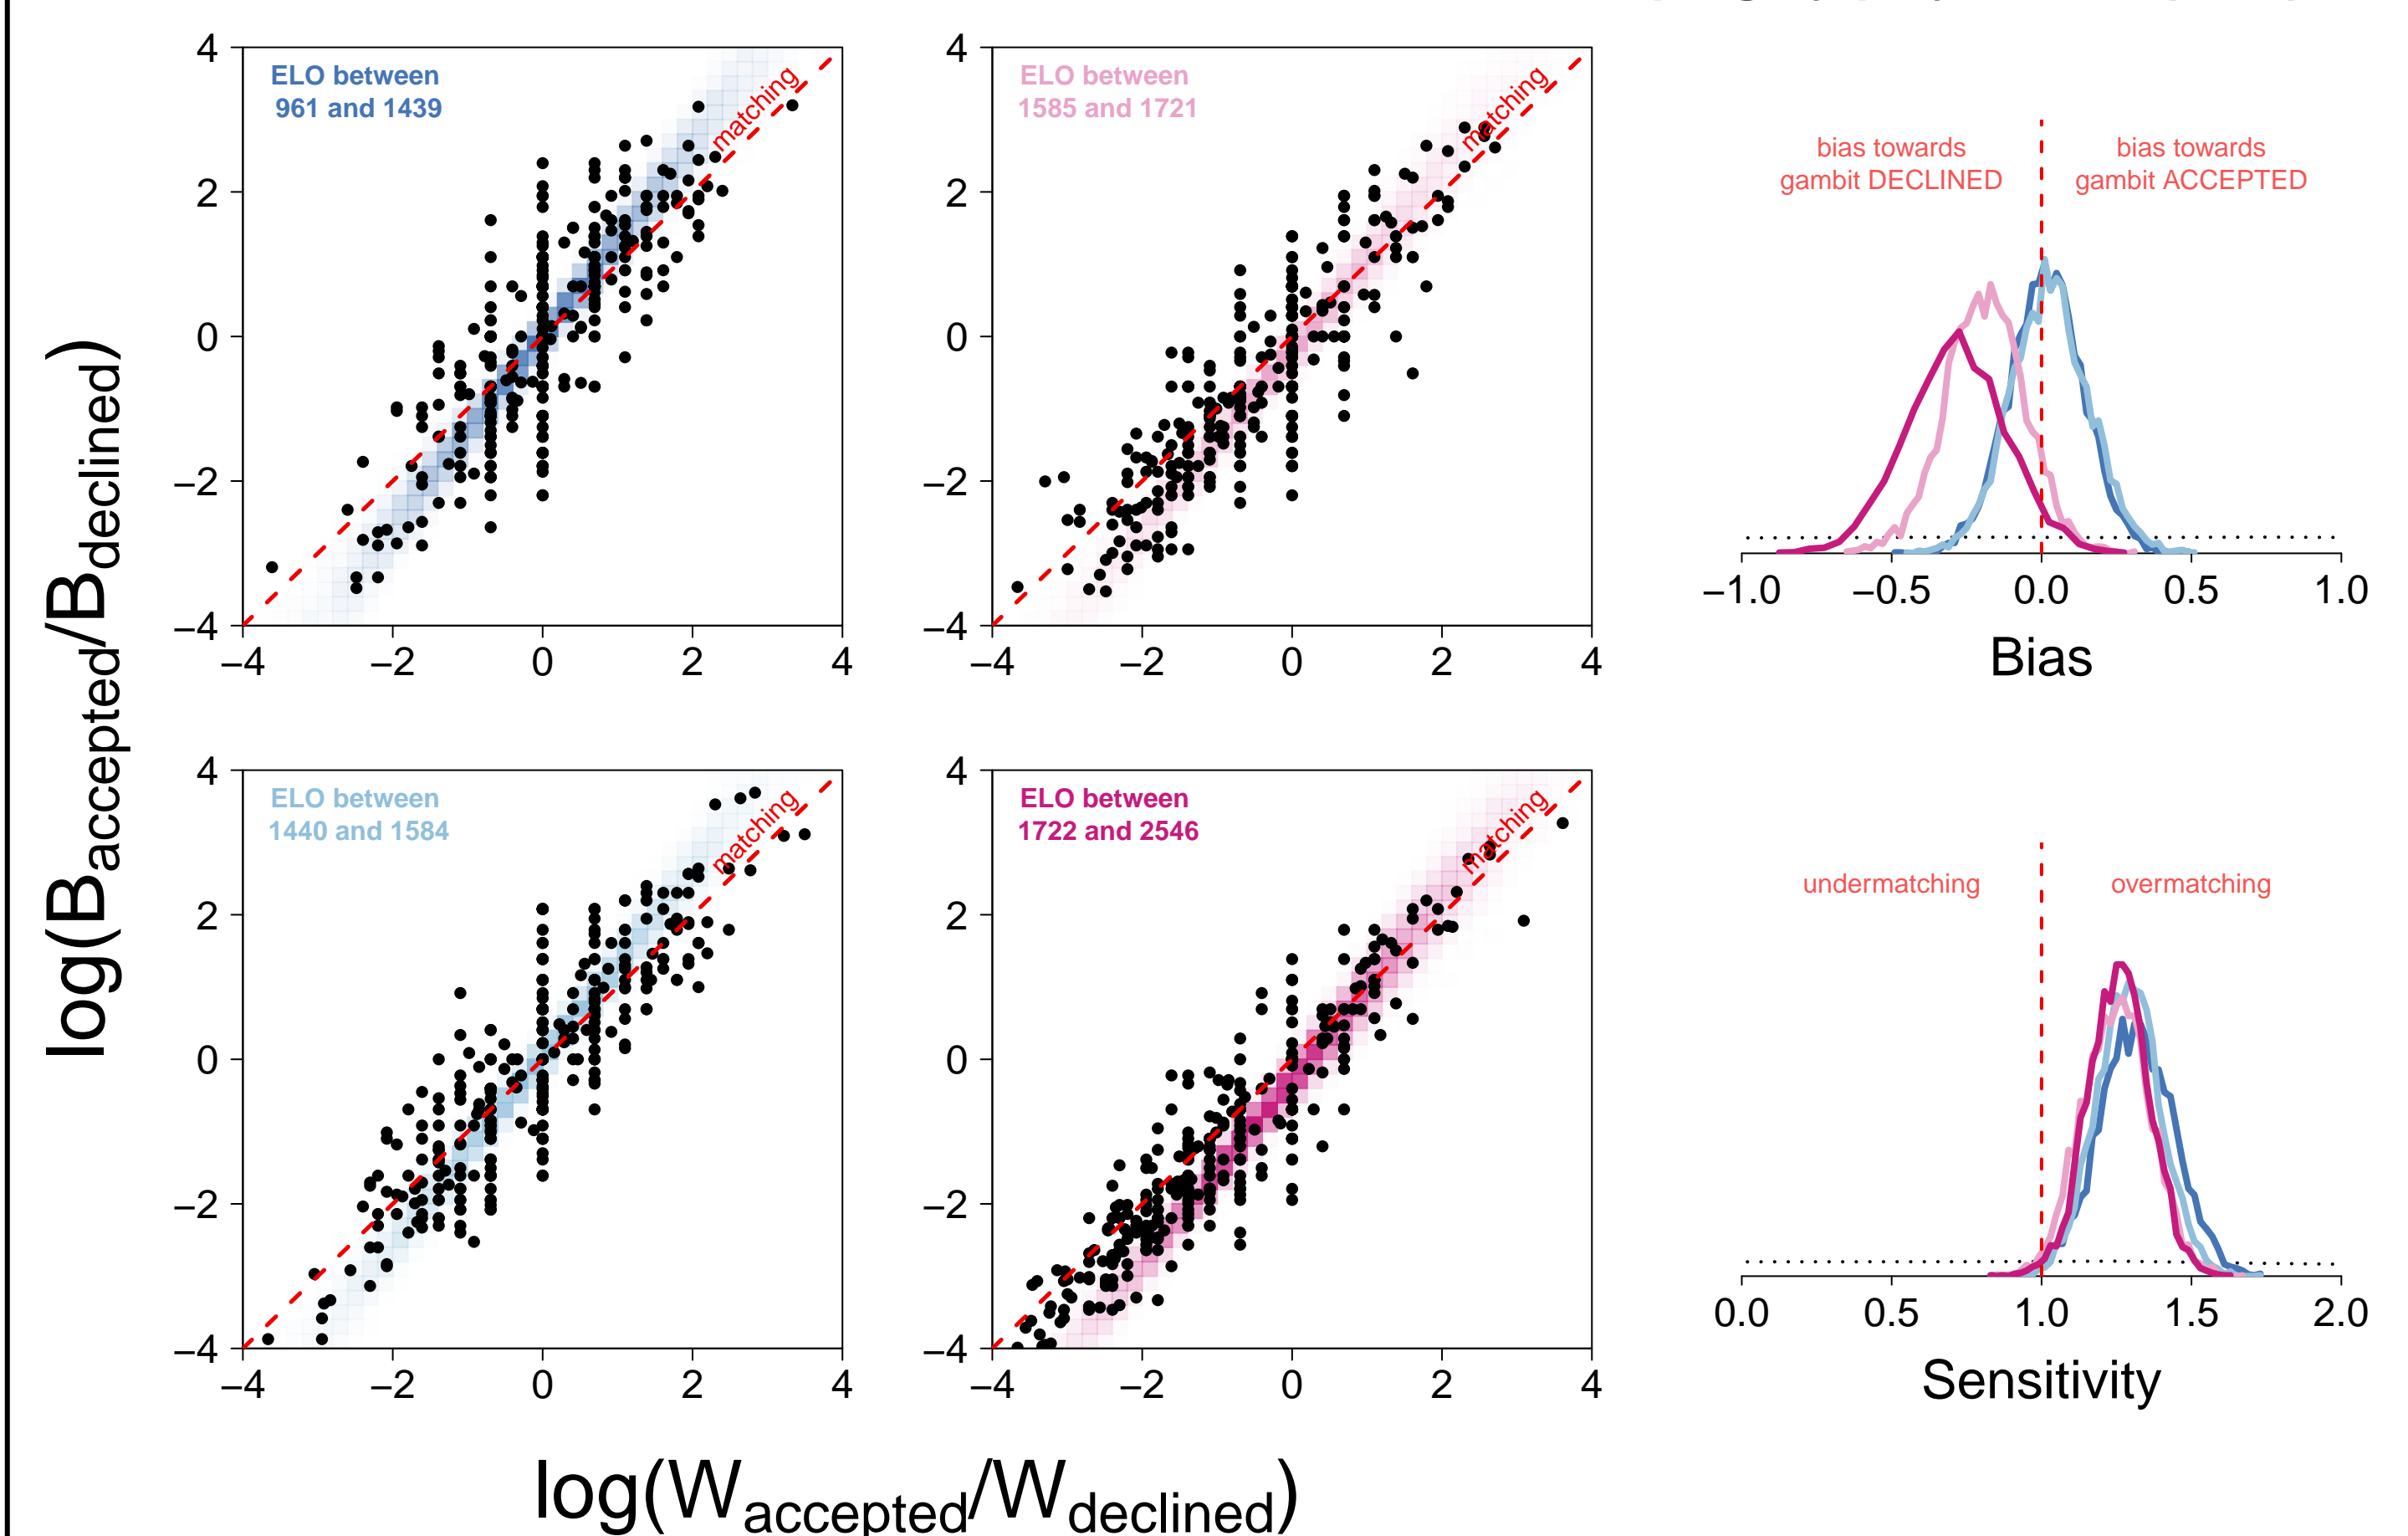 log(Baccepted/Bdeclined)
4
2
0
−2
−4
ELO between
961 and 1439
matching
−4
−2
0
2
4
4
2
0
−2
−4
ELO between
1585 and 1721
matching
−4
−2
0
2
4
bias towards
gambit DECLINED
bias towards
gambit ACCEPTED
−1.0
−0.5
0.0
0.5
1.0
Bias
4
2
0
−2
−4
ELO between
1440 and 1584
matching
−4
−2
0
2
4
4
2
0
−2
−4
ELO between
1722 and 2546
matching
−4
−2
0
2
4
undermatching
overmatching
0.0
0.5
1.0
1.5
2.0
Sensitivity
log(Waccepted/Wdeclined)